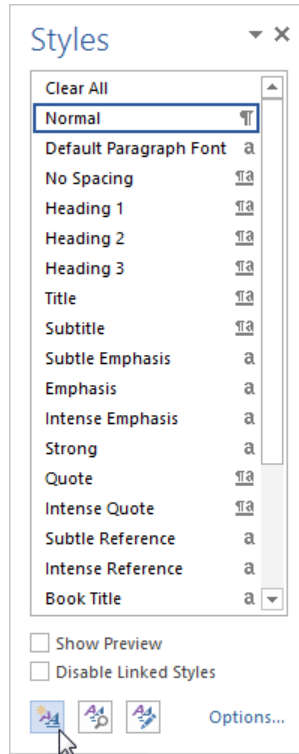 Styles
Clear All
Normal ¶
Default Paragraph Font a
No Spacing ¶a
Heading 1 ¶a
Heading 2 ¶a
Heading 3 ¶a
Title ¶a
Subtitle ¶a
Subtle Emphasis a
Emphasis a
Intense Emphasis a
Strong a
Quote ¶a
Intense Quote ¶a
Subtle Reference a
Intense Reference a
Book Title a
Show Preview
Disable Linked Styles
Options...